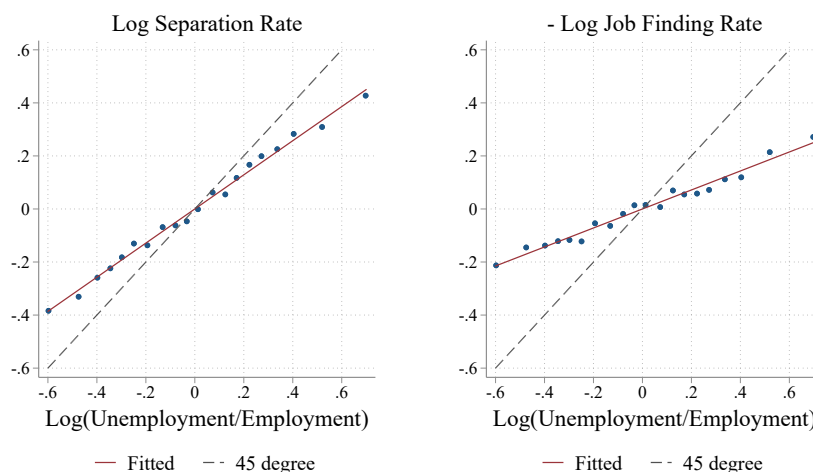 Log Separation Rate
.6
.4
.2
0
-.2
-.4
-.6
-.6 -.4 -.2 0 .2 .4 .6
Log(Unemployment/Employment)
Fitted 45 degree
- Log Job Finding Rate
.6
.4
.2
0
-.2
-.4
-.6
-.6 -.4 -.2 0 .2 .4 .6
Log(Unemployment/Employment)
Fitted 45 degree